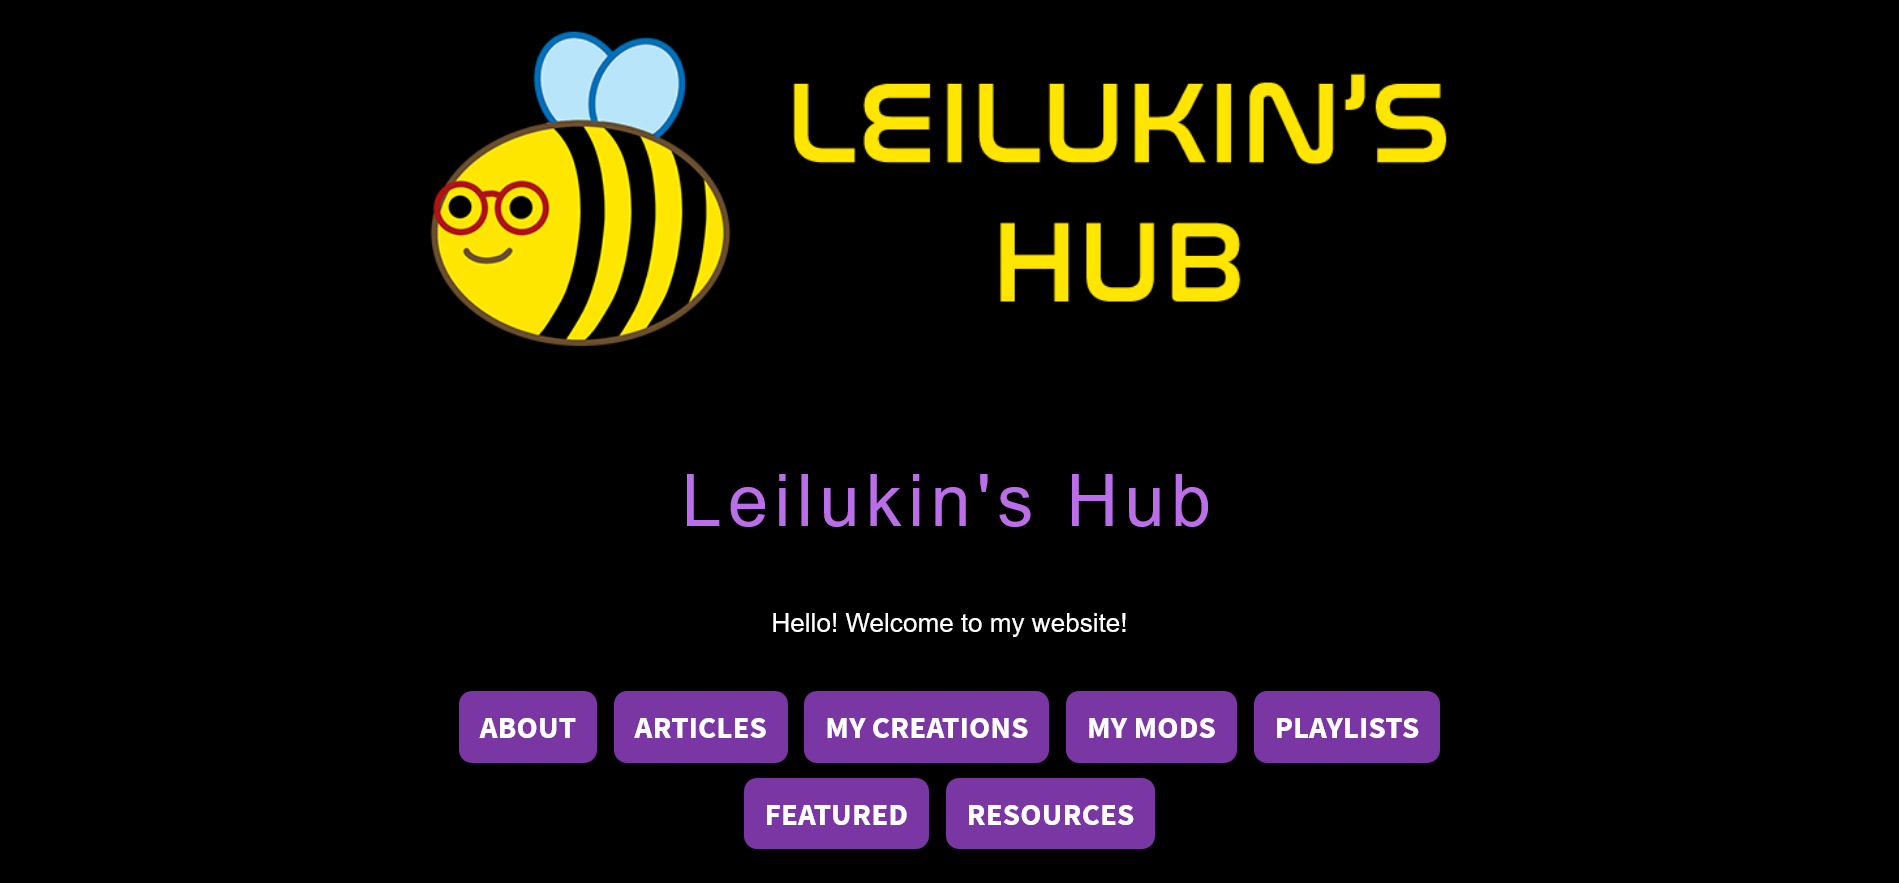 LEILUKIN'S
HUB
Leilukin's Hub
Hello! Welcome to my website!
ABOUT ARTICLES MY CREATIONS MY MODS PLAYLISTS
FEATURED RESOURCES